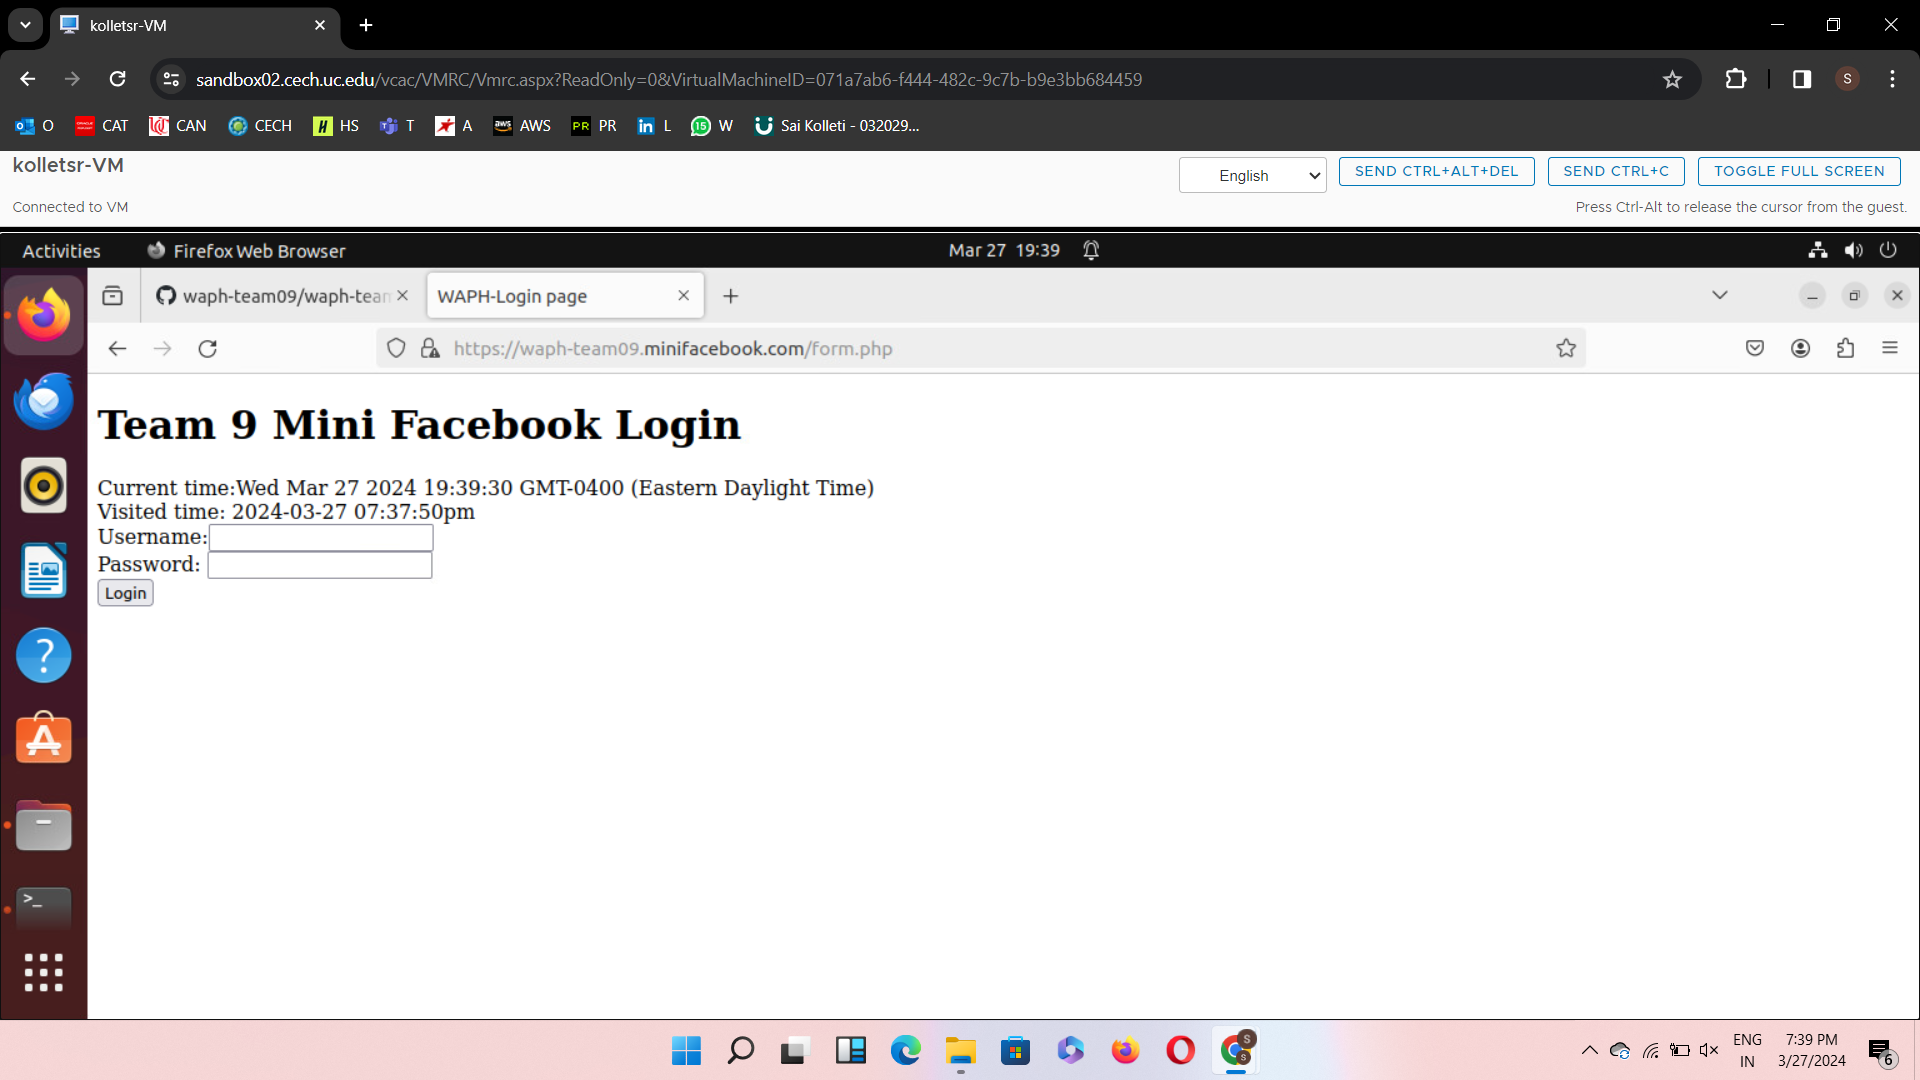 kolletsr-VM
sandbox02.cech.uc.edu/vcac/VMRC/Vmrc.aspx?ReadOnly=0&VirtualMachineID=071a7ab6-f444-482c-9c7b-b9e3bb684459
S
O CAT CAN CECH HS T A AWS PR L W Sai Kolleti - 032029...
kolletsr-VM
English SEND CTRL+ALT+DEL SEND CTRL+C TOGGLE FULL SCREEN
Connected to VM
Press Ctrl-Alt to release the cursor from the guest.
Activities Firefox Web Browser Mar 27 19:39
waph-team09/waph-tean WAPH-Login page
https://waph-team09.minifacebook.com/form.php
Team 9 Mini Facebook Login
Current time:Wed Mar 27 2024 19:39:30 GMT-0400 (Eastern Daylight Time)
Visited time: 2024-03-27 07:37:50pm
Username:
Password:
Login
ENG 7:39 PM
IN 3/27/2024 6